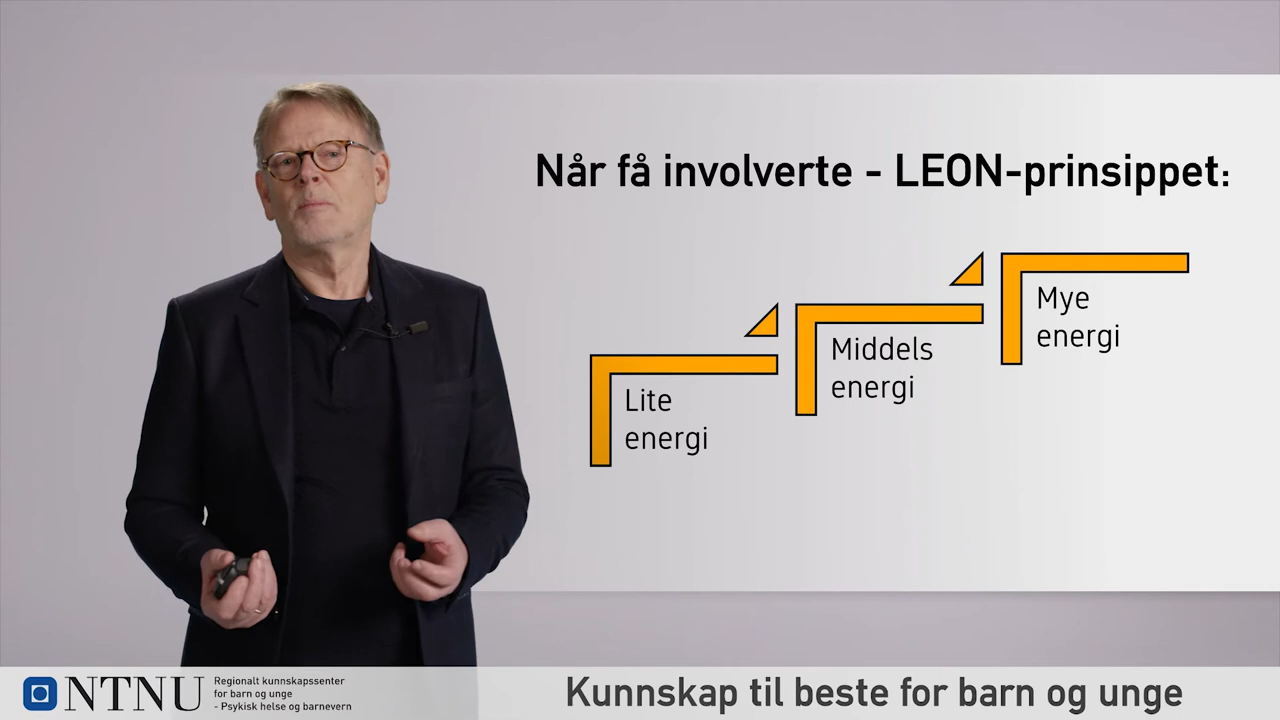 Når få involverte - LEON-prinsippet:
Lite
energi
Middels
energi
Mye
energi
NTNU
Regionalt kunnskapssenter
for barn og unge
- Psykisk helse og barnevern
Kunnskap til beste for barn og unge